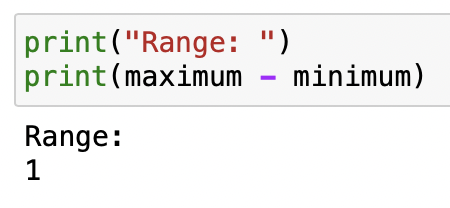 print("Range: ")
print(maximum - minimum)
Range:
1